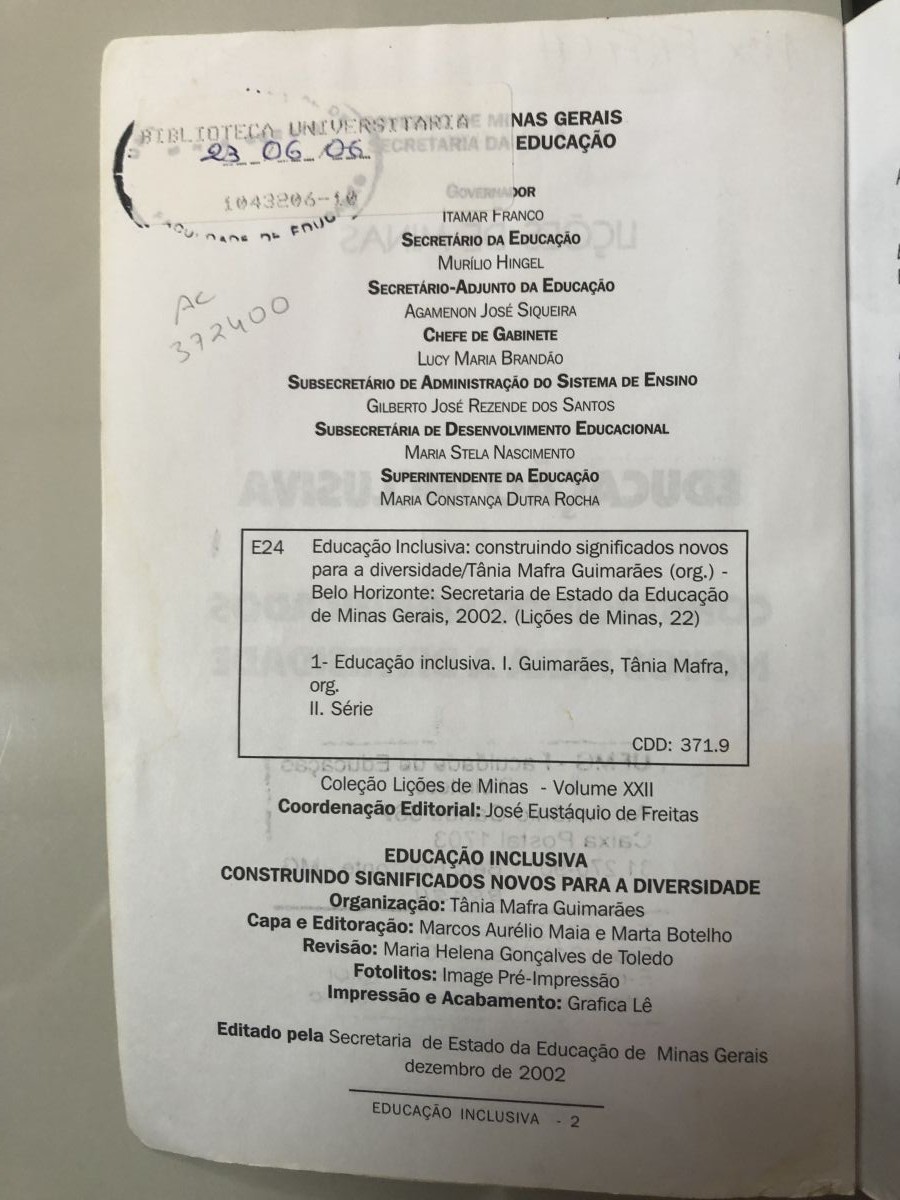 BIBLIOTECA UNIVERSITARIA
23 06 06
1043206-10
DE MINAS GERAIS
SECRETARIA DA EDUCAÇÃO
GOVERNADOR
ITAMAR FRANCO
SECRETÁRIO DA EDUCAÇÃO
MURÍLIO HINGEL
SECRETÁRIO-ADJUNTO DA EDUCAÇÃO
AGAMENON JOSÉ SIQUEIRA
AC
372400
CHEFE DE GABINETE
LUCY MARIA BRANDÃO
SUBSECRETÁRIO DE ADMINISTRAÇÃO DO SISTEMA DE ENSINO
GILBERTO JOSÉ REZENDE DOS SANTOS
SUBSECRETÁRIA DE DESENVOLVIMENTO EDUCACIONAL
MARIA STELA NASCIMENTO
SUPERINTENDENTE DA EDUCAÇÃO
MARIA CONSTANÇA DUTRA ROCHA
E24 Educação Inclusiva: construindo significados novos
para a diversidade/Tânia Mafra Guimarães (org.) -
Belo Horizonte: Secretaria de Estado da Educação
de Minas Gerais, 2002. (Lições de Minas, 22)
1- Educação inclusiva. I. Guimarães, Tânia Mafra,
org.
II. Série
CDD: 371.9
Coleção Lições de Minas - Volume XXII
Coordenação Editorial: José Eustáquio de Freitas
EDUCAÇÃO INCLUSIVA
CONSTRUINDO SIGNIFICADOS NOVOS PARA A DIVERSIDADE
Organização: Tânia Mafra Guimarães
Capa e Editoração: Marcos Aurélio Maia e Marta Botelho
Revisão: Maria Helena Gonçalves de Toledo
Fotolitos: Image Pré-Impressão
Impressão e Acabamento: Grafica Lê
Editado pela Secretaria de Estado da Educação de Minas Gerais
dezembro de 2002
EDUCAÇÃO INCLUSIVA - 2